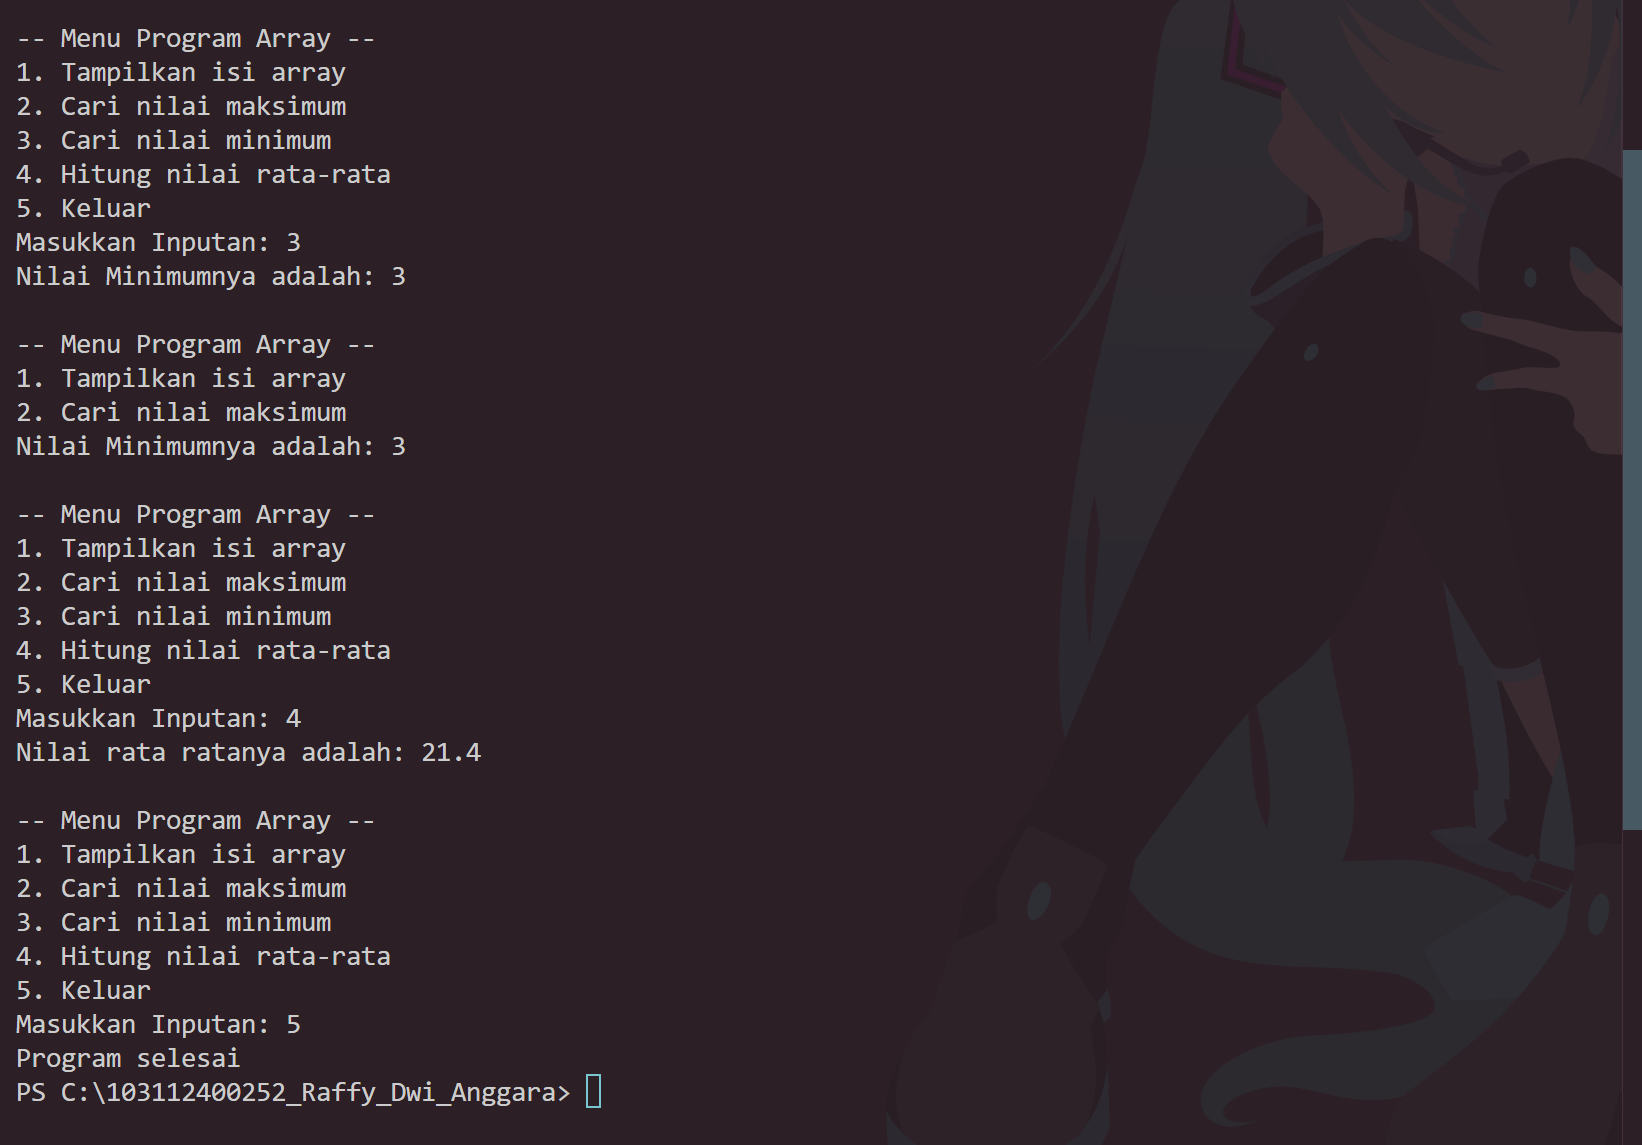 -- Menu Program Array --
1. Tampilkan isi array
2. Cari nilai maksimum
3. Cari nilai minimum
4. Hitung nilai rata-rata
5. Keluar
Masukkan Inputan: 3
Nilai Minimumnya adalah: 3
-- Menu Program Array --
1. Tampilkan isi array
2. Cari nilai maksimum
Nilai Minimumnya adalah: 3
-- Menu Program Array --
1. Tampilkan isi array
2. Cari nilai maksimum
3. Cari nilai minimum
4. Hitung nilai rata-rata
5. Keluar
Masukkan Inputan: 4
Nilai rata ratanya adalah: 21.4
-- Menu Program Array --
1. Tampilkan isi array
2. Cari nilai maksimum
3. Cari nilai minimum
4. Hitung nilai rata-rata
5. Keluar
Masukkan Inputan: 5
Program selesai
PS C:\103112400252_Raffy_Dwi_Anggara>